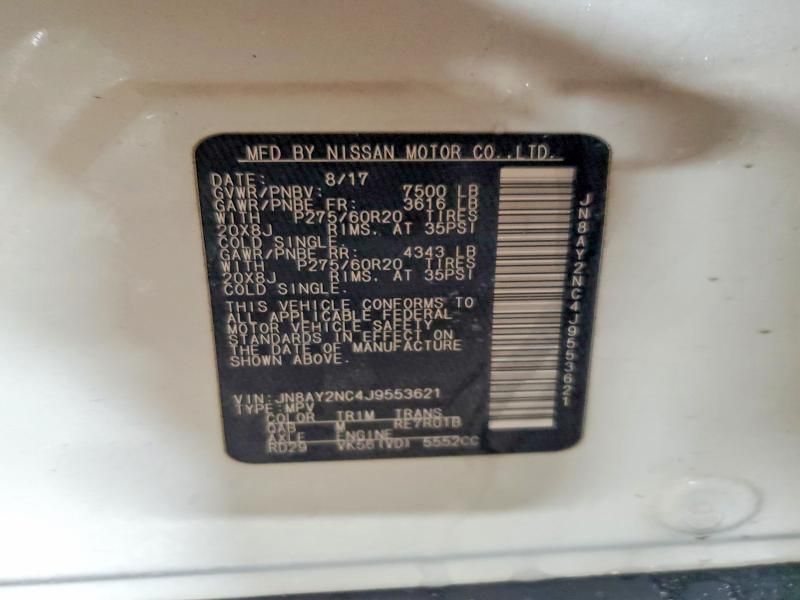 MFD BY NISSAN MOTOR CO.,LTD.
DATE: 8/17
GVWR/PNBV: 7500 LB
GAWR/PNBE FR: 3616 LB
WITH P275/60R20 TIRES
20X8J RIMS. AT 35PSI
COLD SINGLE.
GAWR/PNBE RR: 4343 LB
WITH P275/60R20 TIRES
20X8J RIMS. AT 35PSI
COLD SINGLE.
THIS VEHICLE CONFORMS TO
ALL APPLICABLE FEDERAL
MOTOR VEHICLE SAFETY
STANDARDS IN EFFECT ON
THE DATE OF MANUFACTURE
SHOWN ABOVE.
VIN: JN8AY2NC4J9553621
TYPE: MPV
COLOR TRIM TRANS
QAB M RE7R01B
AXLE ENGINE
RD29 VK56(VD) 5552CC
JN8AY2NC4J9553621